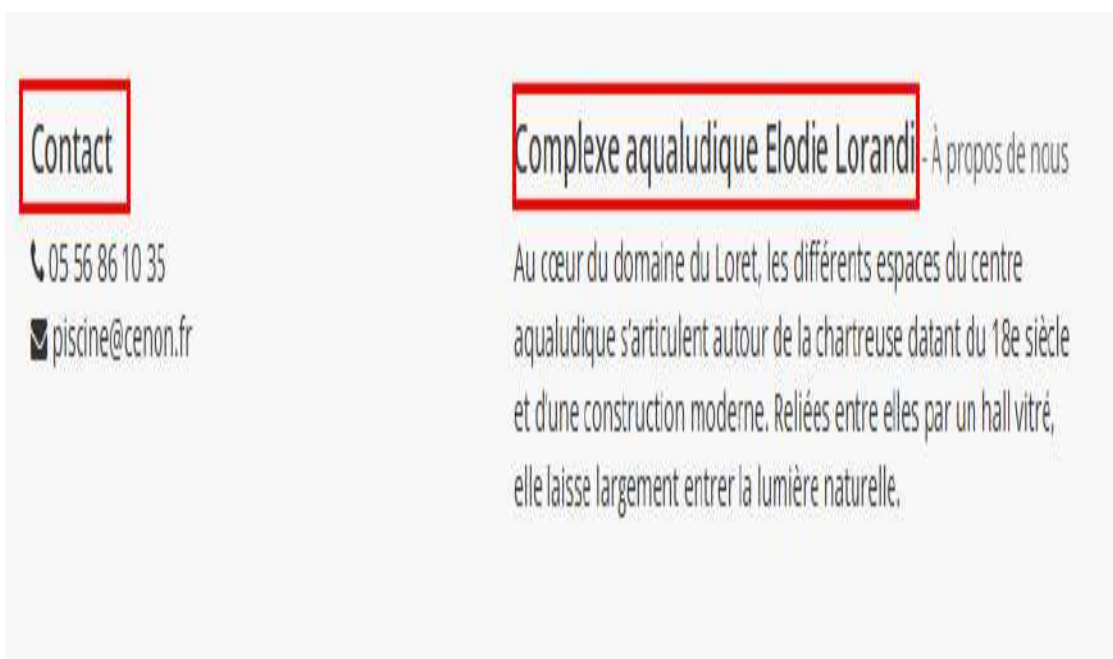 Contact
05 56 86 10 35
piscine@cenon.fr
Complexe aqualudique Elodie Lorandi - À propos de nous
Au cœur du domaine du Loret, les différents espaces du centre
aqualudique s'articulent autour de la chartreuse datant du 18e siècle
et d'une construction moderne. Reliées entre elles par un hall vitré,
elle laisse largement entrer la lumière naturelle.